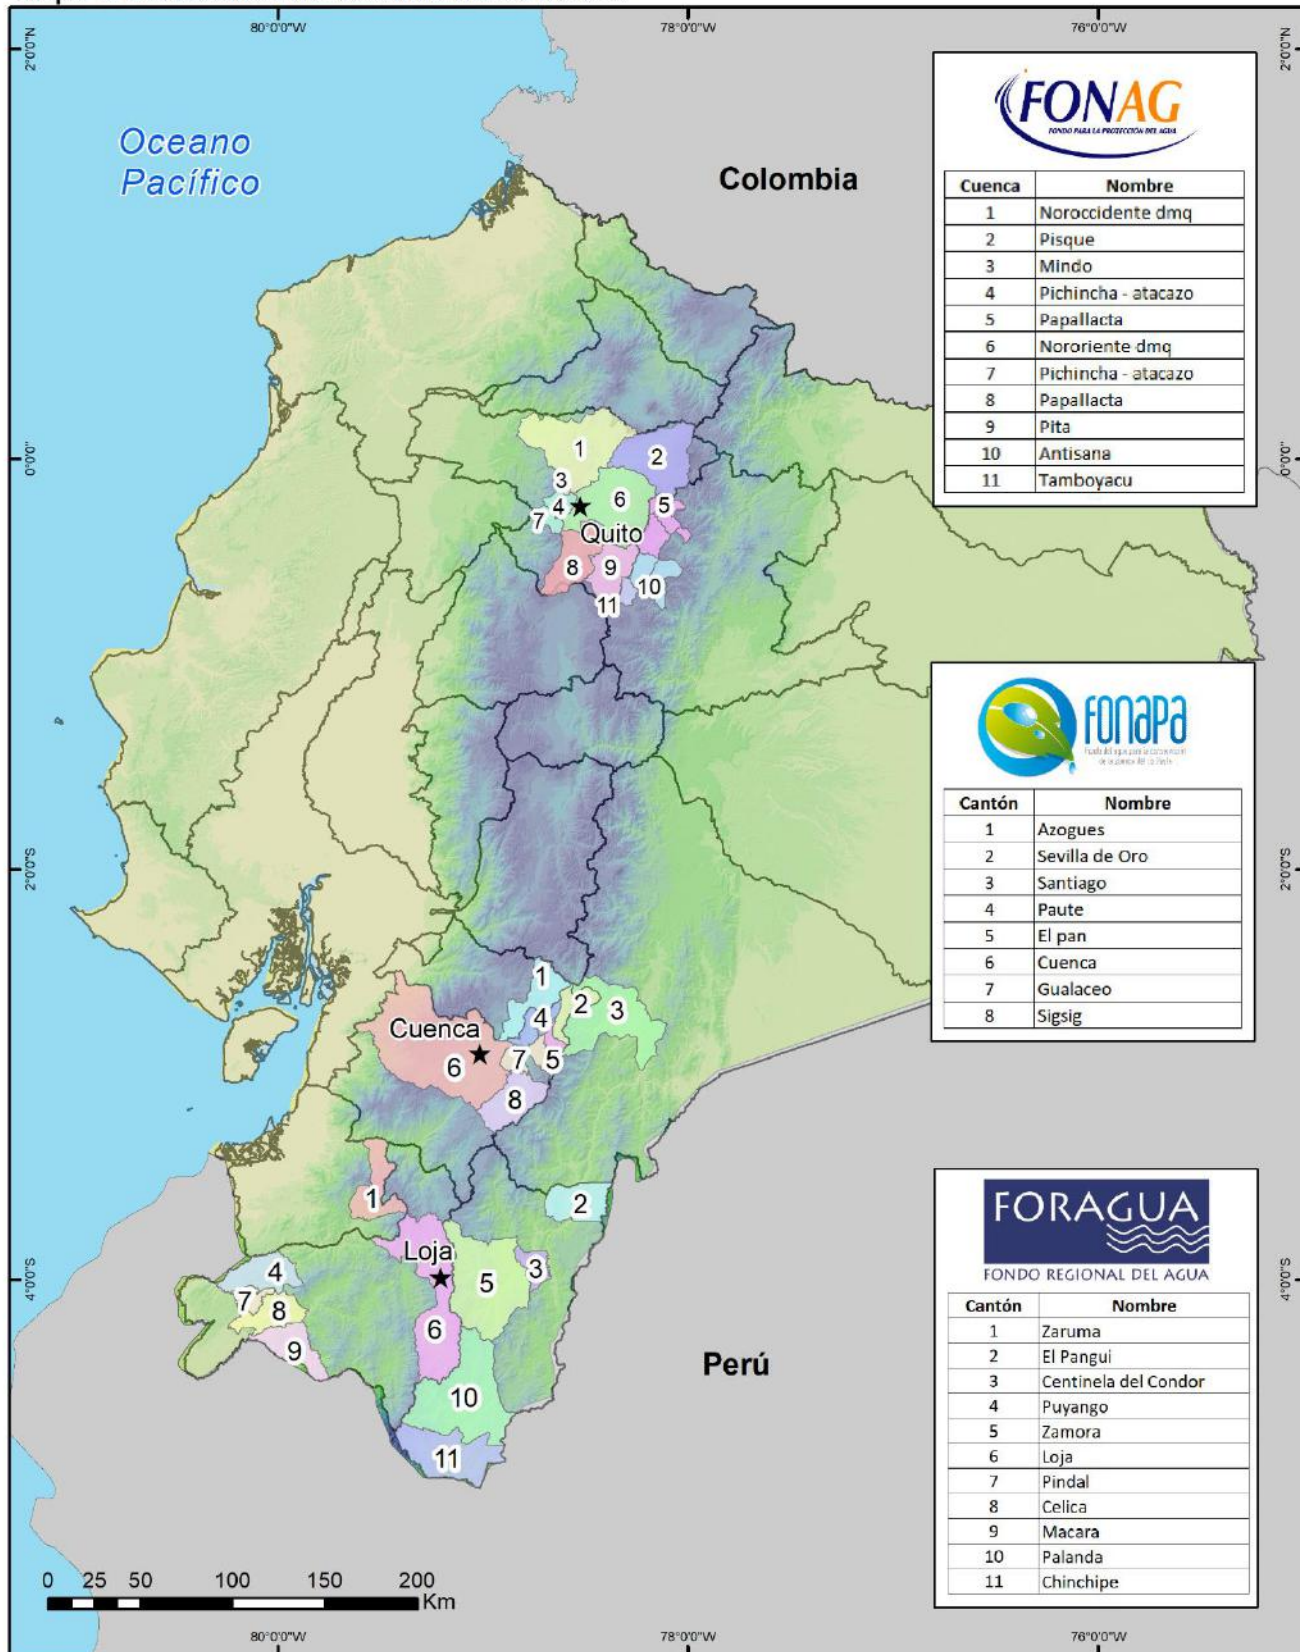 80°0'0"W 78°0'0"W 76°0'0"W
2°0'0"N 2°0'0"N
Oceano
Pacífico
Colombia
FONAG
FONDO PARA LA PROTECCIÓN DEL AGUA
Cuenca Nombre
1 Noroccidente dmq
2 Pisque
3 Mindo
4 Pichincha - atacazo
5 Papallacta
6 Nororiente dmq
7 Pichincha - atacazo
8 Papallacta
9 Pita
10 Antisana
11 Tamboyacu
0°0'0" 0°0'0"
1
2
3
6
4
5
7
Quito
8
9
10
11
fonapa
Cantón Nombre
1 Azogues
2 Sevilla de Oro
3 Santiago
4 Paute
5 El pan
6 Cuenca
7 Gualaceo
8 Sigsig
2°0'0"S 2°0'0"S
1
2
3
4
Cuenca
7
5
6
8
FORAGUA
FONDO REGIONAL DEL AGUA
Cantón Nombre
1 Zaruma
2 El Pangui
3 Centinela del Condor
4 Puyango
5 Zamora
6 Loja
7 Pindal
8 Celica
9 Macara
10 Palanda
11 Chinchipe
4°0'0"S 4°0'0"S
1
2
Loja
3
4
5
7
8
6
9
10
11
Perú
0 25 50 100 150 200
Km
80°0'0"W 78°0'0"W 76°0'0"W